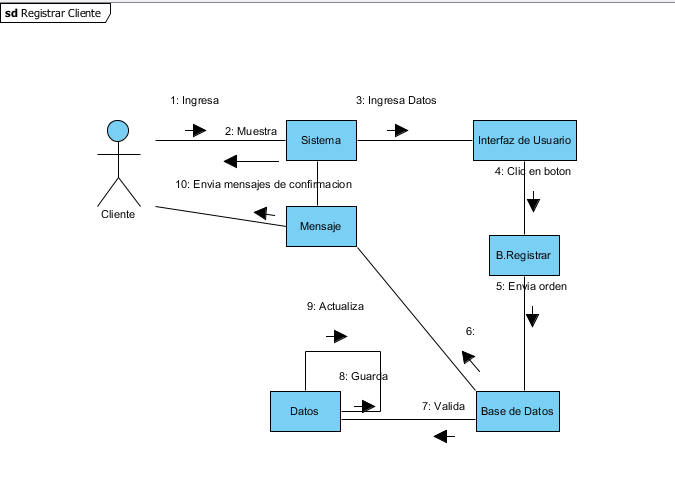 sd Registrar Cliente
1: Ingresa
3: Ingresa Datos
2: Muestra
Sistema
Interfaz de Usuario
4: Clic en boton
10: Envia mensajes de confirmacion
Cliente
Mensaje
B.Registrar
5: Envia orden
9: Actualiza
6:
8: Guarda
7: Valida
Datos
Base de Datos